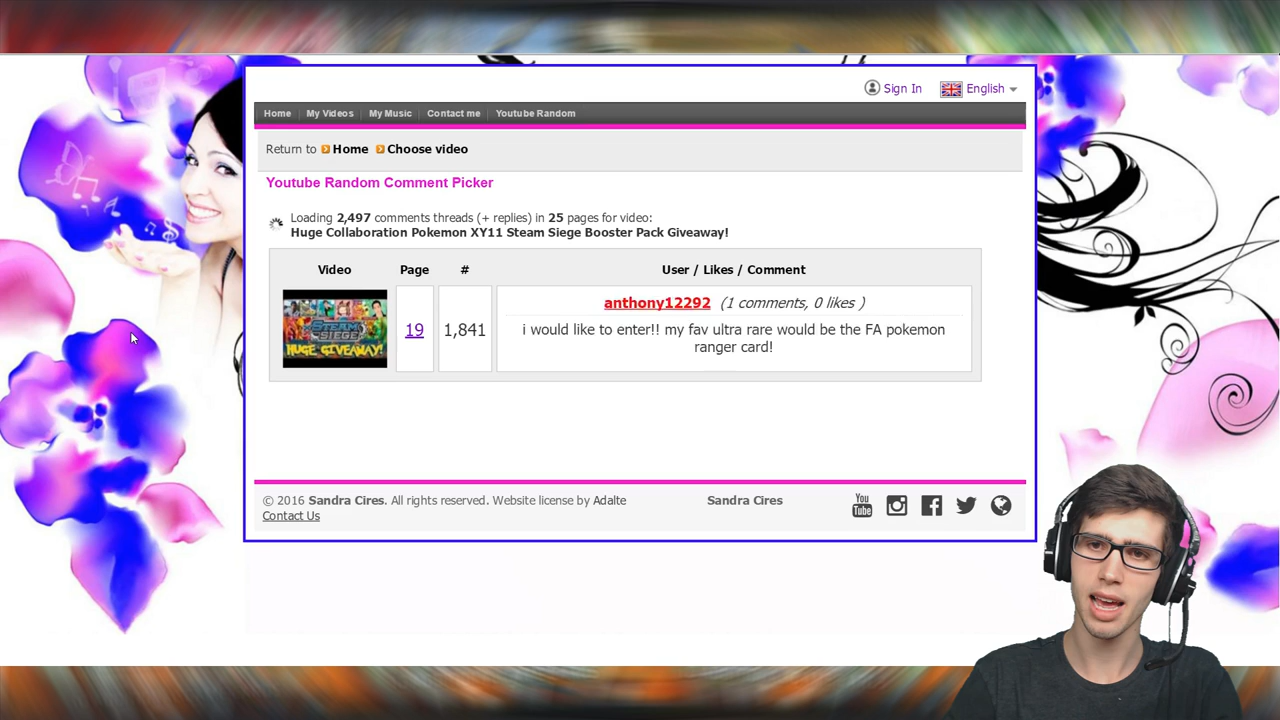 Sign In
English
Home
My Videos
My Music
Contact me
Youtube Random
Return to Home Choose video
Youtube Random Comment Picker
Loading 2,497 comments threads (+ replies) in 25 pages for video:
Huge Collaboration Pokemon XY11 Steam Siege Booster Pack Giveaway!
Video
Page
#
User / Likes / Comment
STEAM
SIEGE
HUGE GIVEAWAY!
19
1,841
anthony12292 (1 comments, 0 likes )
i would like to enter!! my fav ultra rare would be the FA pokemon
ranger card!
© 2016 Sandra Cires. All rights reserved. Website license by Adalte
Contact Us
Sandra Cires
You
Tube